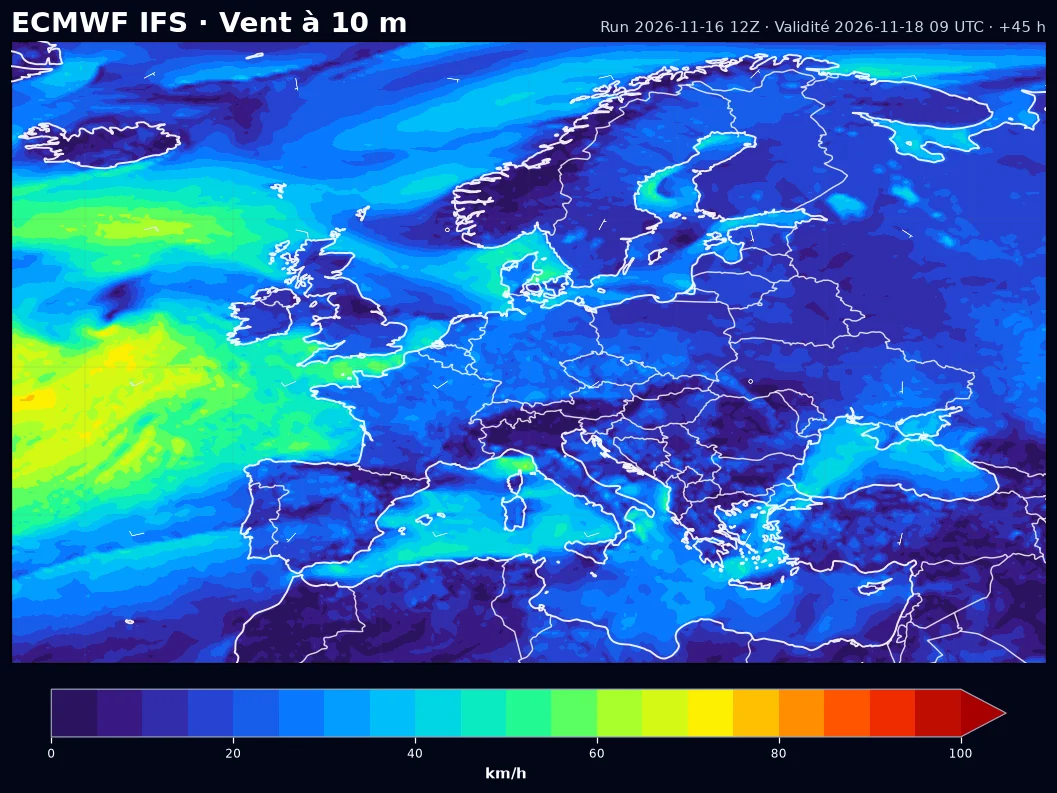 ECMWF IFS · Vent à 10 m
Run 2026-11-16 12Z · Validité 2026-11-18 09 UTC · +45 h
0 20 40 60 80 100
km/h